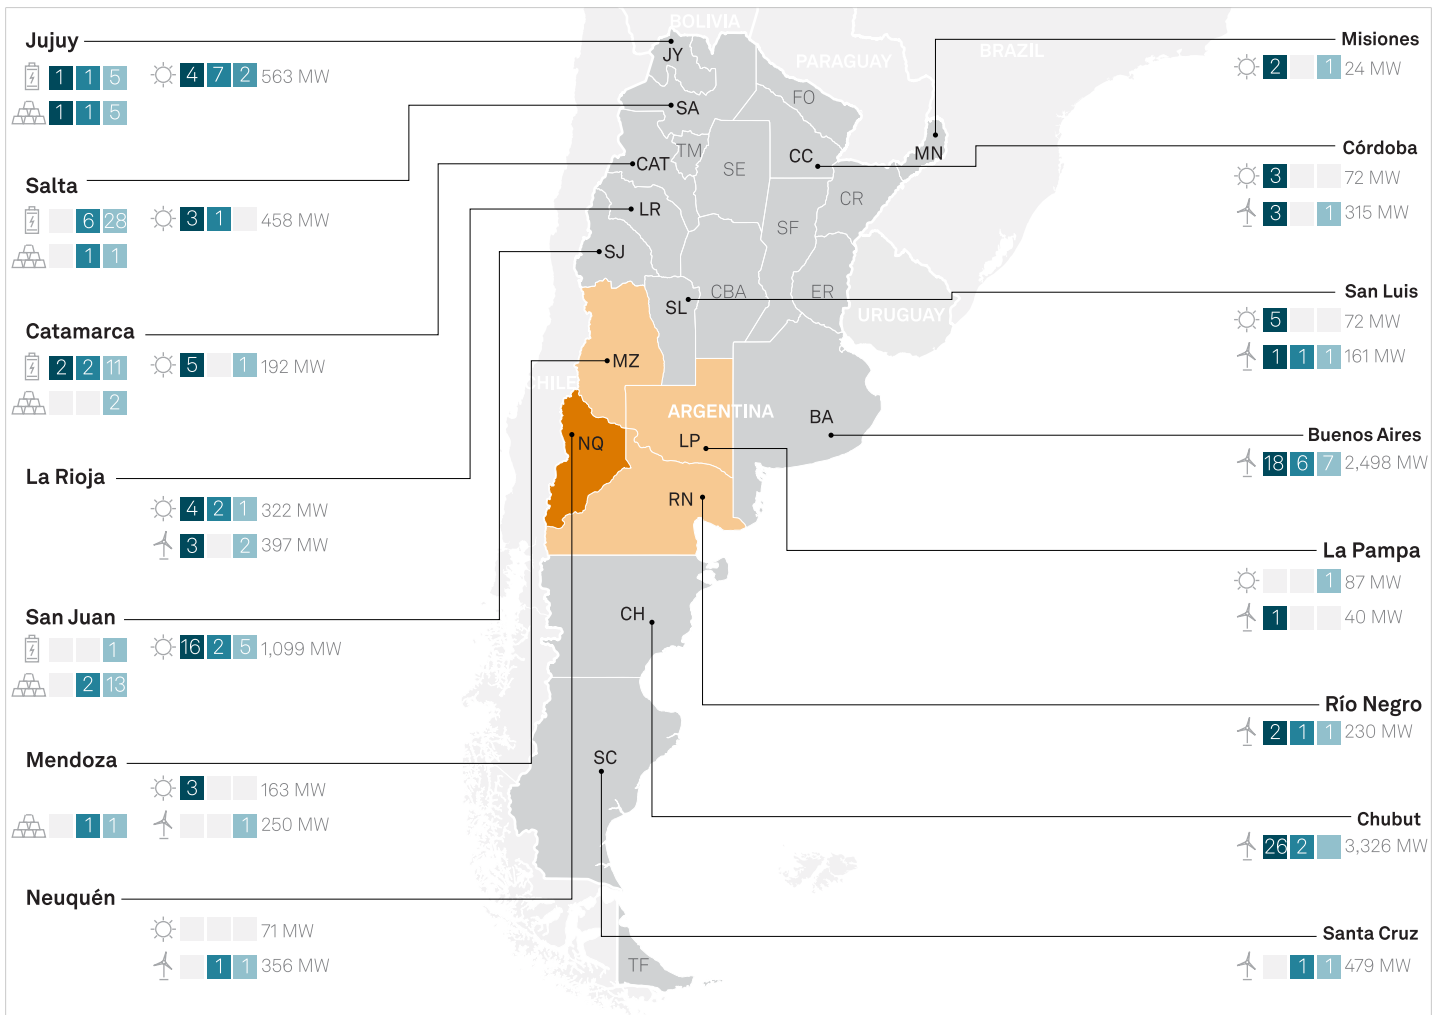 Jujuy
1 1 5
4 7 2 563 MW
1 1 5
Salta
6 28
3 1 458 MW
1 1
Catamarca
2 2 11
5 1 192 MW
2
La Rioja
4 2 1 322 MW
3 2 397 MW
San Juan
1
16 2 5 1,099 MW
2 13
Mendoza
3 163 MW
1 1
1 250 MW
Neuquén
71 MW
1 1 356 MW
BOLIVIA
PARAGUAY
BRAZIL
URUGUAY
CHILE
ARGENTINA
JY
SA
FO
CAT
TM
SE
CC
MN
LR
CR
SF
SJ
SL
CBA
ER
MZ
BA
NQ
LP
RN
CH
SC
TF
Misiones
2 1 24 MW
Córdoba
3 72 MW
3 1 315 MW
San Luis
5 72 MW
1 1 1 161 MW
Buenos Aires
18 6 7 2,498 MW
La Pampa
1 87 MW
1 40 MW
Río Negro
2 1 1 230 MW
Chubut
26 2 3,326 MW
Santa Cruz
1 1 479 MW